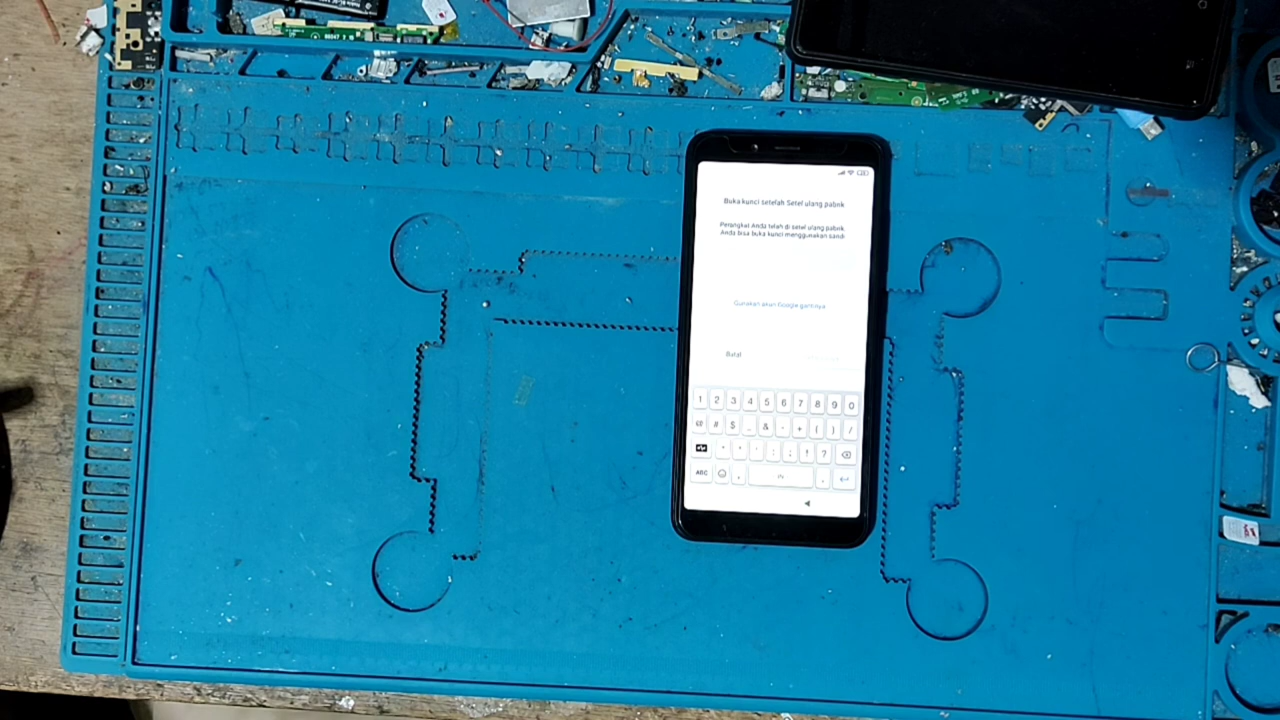 Buka kunci setelah Setel ulang pabrik
Perangkat Anda telah di setel ulang pabrik.
Anda bisa buka kunci menggunakan sandi
Gunakan akun Google gantinya
Batal
1 2 3 4 5 6 7 8 9 0
@ # $ _ & - + ( ) /
* " ' : ; ! ?
ABC ,